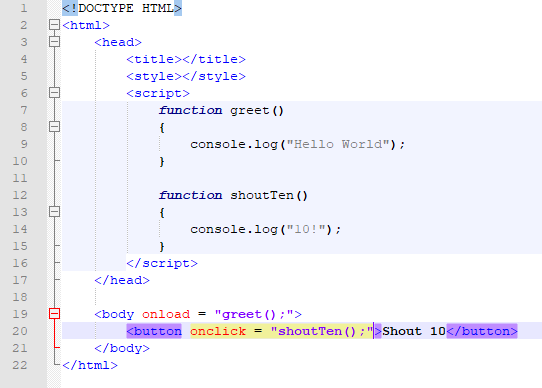 1 <!DOCTYPE HTML>
2 <html>
3 <head>
4 <title></title>
5 <style></style>
6 <script>
7 function greet()
8 {
9 console.log("Hello World");
10 }
11
12 function shoutTen()
13 {
14 console.log("10!");
15 }
16 </script>
17 </head>
18
19 <body onload = "greet();">
20 <button onclick = "shoutTen();">Shout 10</button>
21 </body>
22 </html>